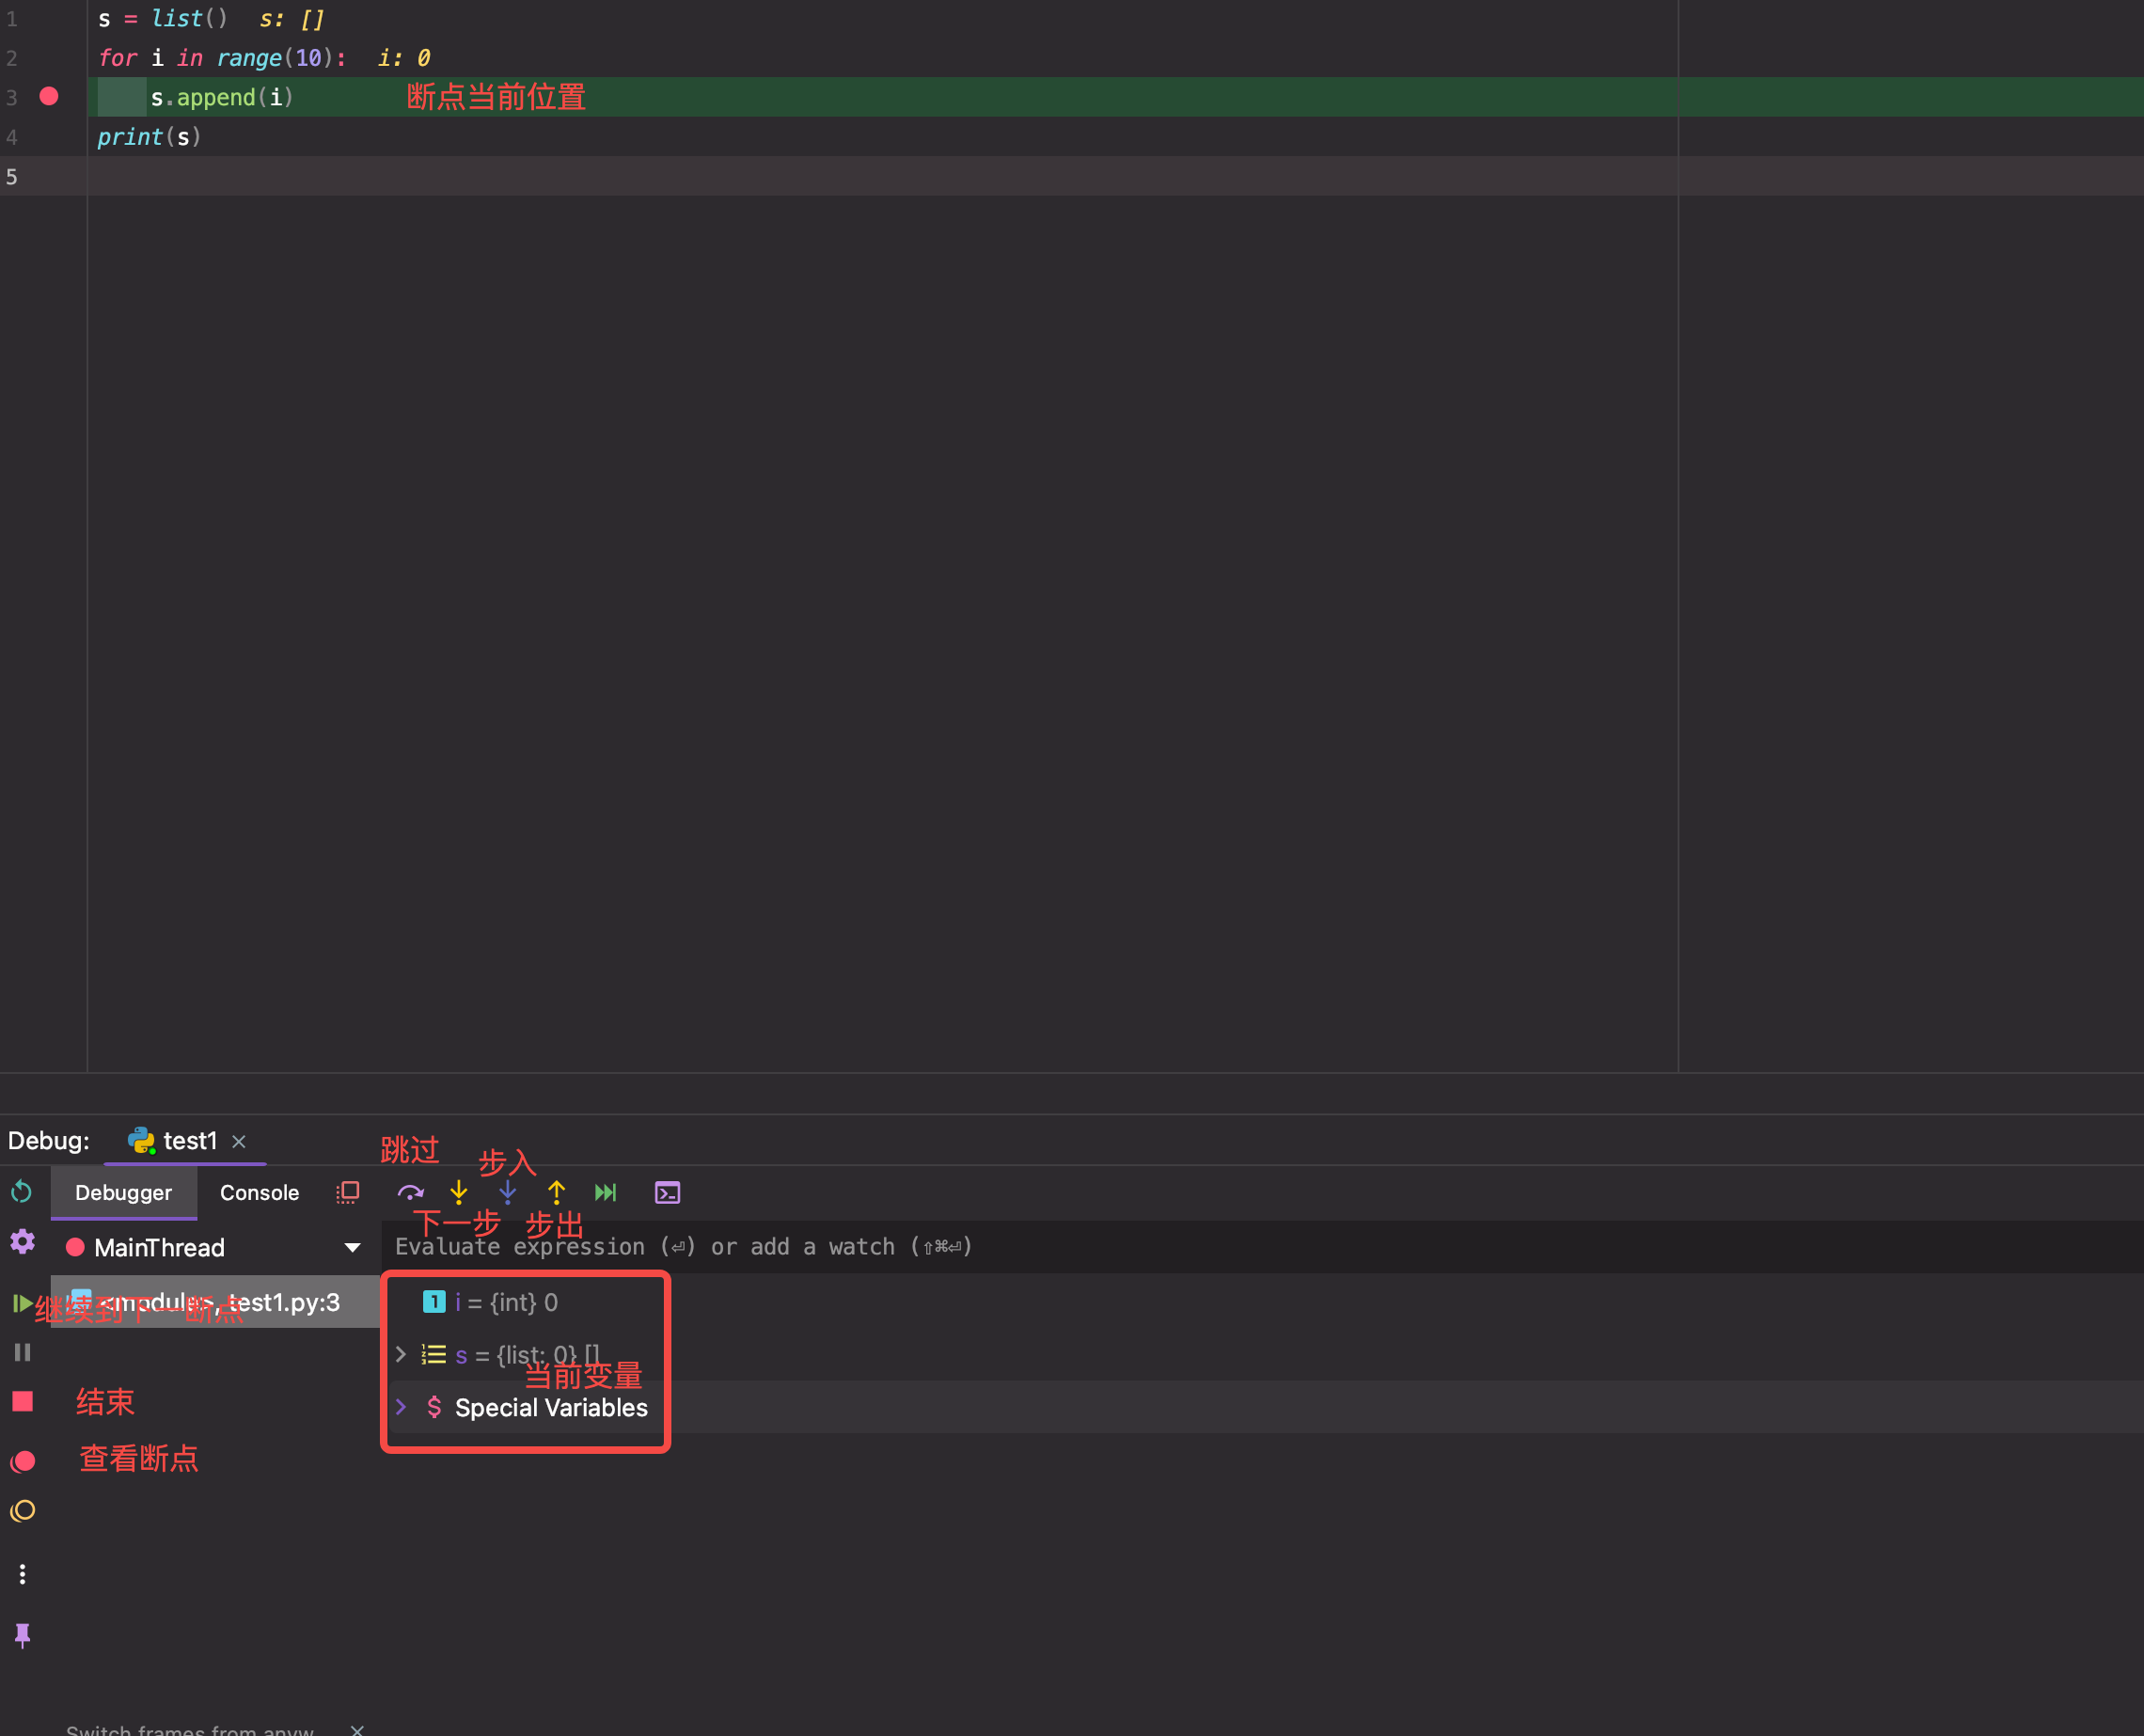 1 s = list() s: []
2 for i in range(10): i: 0
3 s.append(i) 断点当前位置
4 print(s)
5
Debug: test1
跳过
步入
Debugger Console
下一步 步出
MainThread
Evaluate expression (⏎) or add a watch (⇧⌘⏎)
<module>, test1.py:3
继续到下一断点
1 i = {int} 0
s = {list: 0} []
当前变量
Special Variables
结束
查看断点
Switch frames from anyw